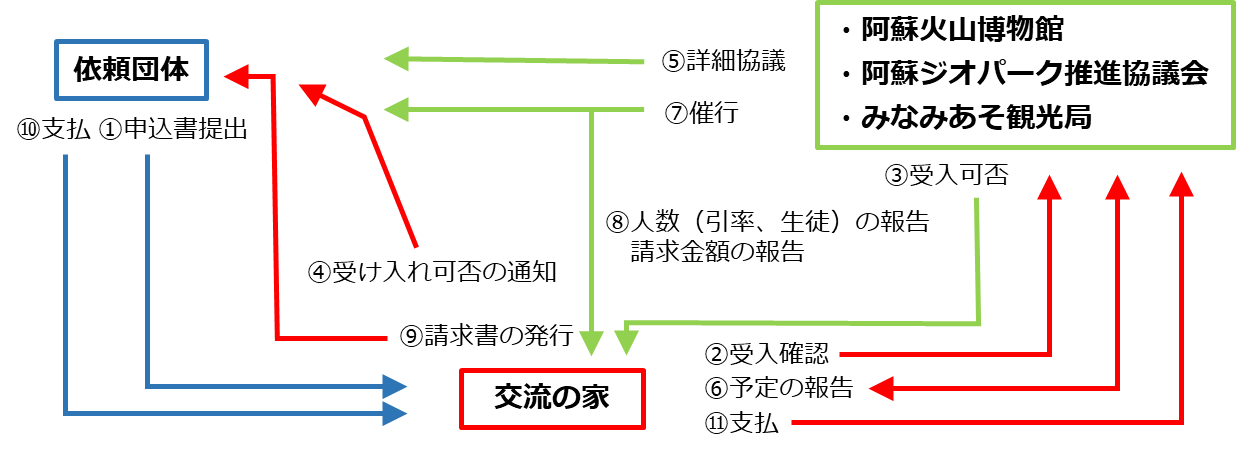 依頼団体
⑩支払 ①申込書提出
⑤詳細協議
⑦催行
・阿蘇火山博物館
・阿蘇ジオパーク推進協議会
・みなみあそ観光局
③受入可否
⑧人数（引率、生徒）の報告
請求金額の報告
④受け入れ可否の通知
⑨請求書の発行
②受入確認
⑥予定の報告
⑪支払
交流の家